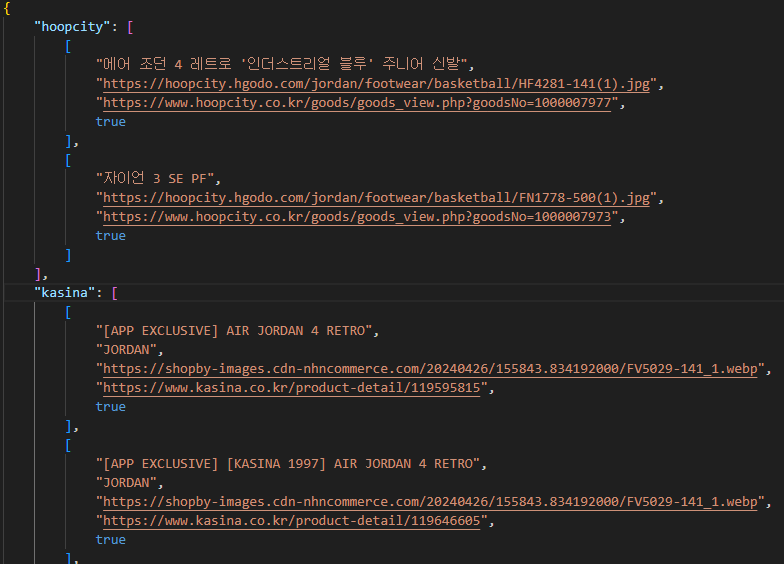 {
"hoopcity": [
[
"에어 조던 4 레트로 '인더스트리얼 블루' 주니어 신발",
"https://hoopcity.hgodo.com/jordan/footwear/basketball/HF4281-141(1).jpg",
"https://www.hoopcity.co.kr/goods/goods_view.php?goodsNo=1000007977",
true
],
[
"자이언 3 SE PF",
"https://hoopcity.hgodo.com/jordan/footwear/basketball/FN1778-500(1).jpg",
"https://www.hoopcity.co.kr/goods/goods_view.php?goodsNo=1000007973",
true
]
],
"kasina": [
[
"[APP EXCLUSIVE] AIR JORDAN 4 RETRO",
"JORDAN",
"https://shopby-images.cdn-nhncommerce.com/20240426/155843.834192000/FV5029-141_1.webp",
"https://www.kasina.co.kr/product-detail/119595815",
true
],
[
"[APP EXCLUSIVE] [KASINA 1997] AIR JORDAN 4 RETRO",
"JORDAN",
"https://shopby-images.cdn-nhncommerce.com/20240426/155843.834192000/FV5029-141_1.webp",
"https://www.kasina.co.kr/product-detail/119646605",
true
],